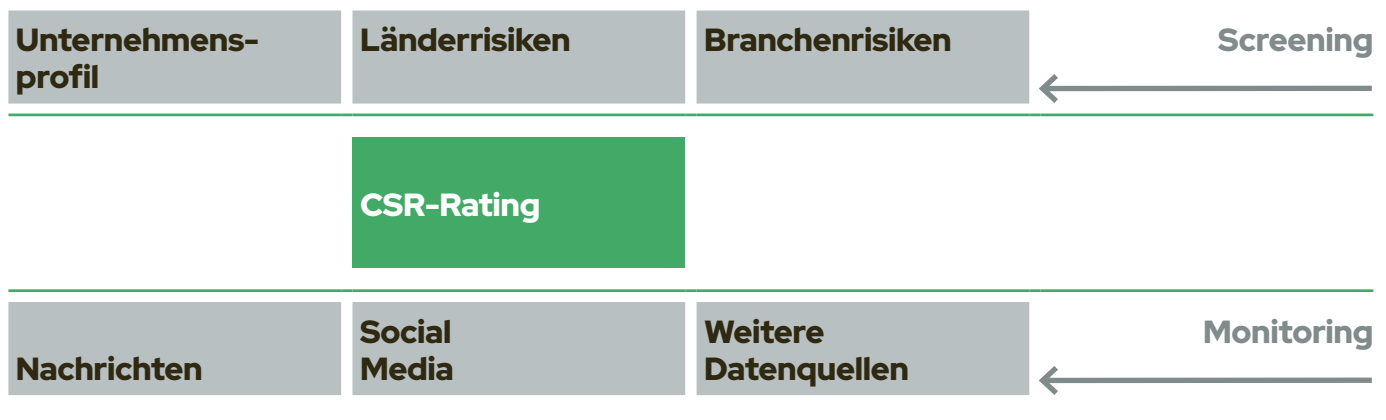 Unternehmens-
profil
Länderrisiken
Branchenrisiken
Screening
CSR-Rating
Nachrichten
Social
Media
Weitere
Datenquellen
Monitoring